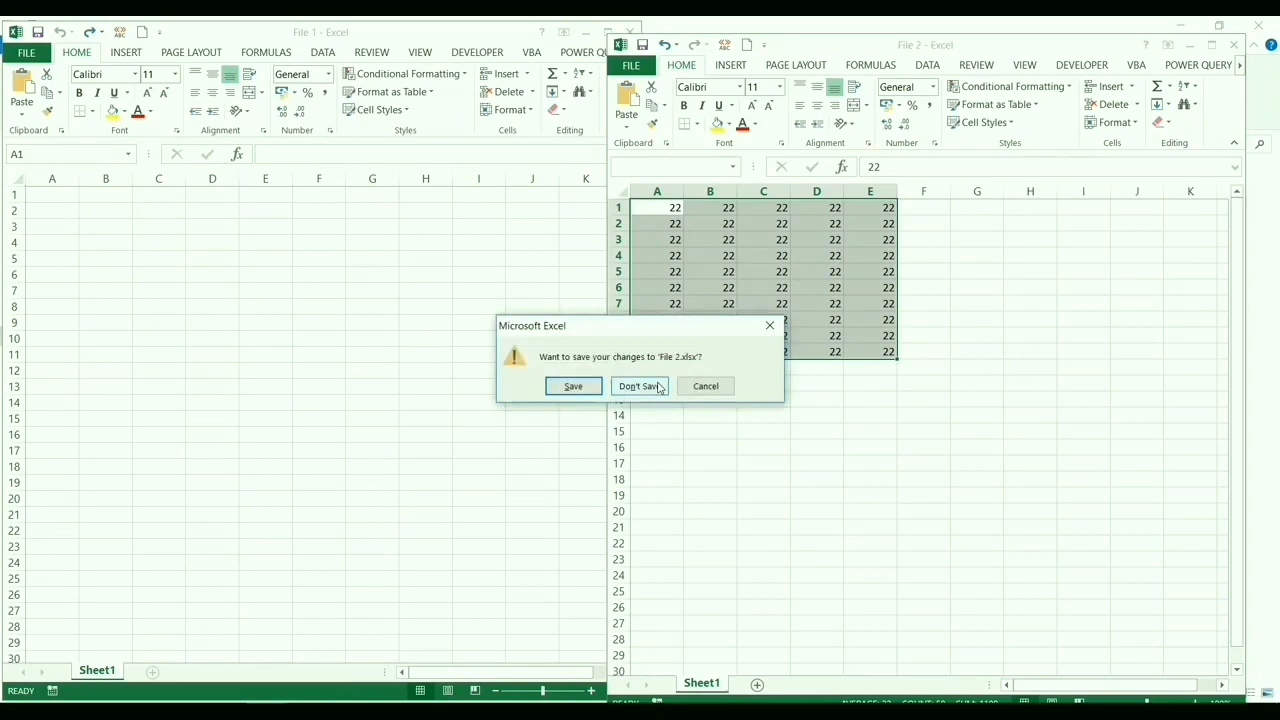 File 1 - Excel
FILE HOME INSERT PAGE LAYOUT FORMULAS DATA REVIEW VIEW DEVELOPER VBA POWER QU
Paste
Calibri 11
B I U
General
Conditional Formatting
Format as Table
Cell Styles
Insert
Delete
Format
Clipboard Font Alignment Number Styles Cells Editing
A1 fx
A B C D E F G H I J K
1
2
3
4
5
6
7
8
9
10
11
12
13
14
15
16
17
18
19
20
21
22
23
24
25
26
27
28
29
30
Sheet1
READY
File 2 - Excel
FILE HOME INSERT PAGE LAYOUT FORMULAS DATA REVIEW VIEW DEVELOPER VBA POWER QUERY
Paste
Calibri 11
B I U
General
Conditional Formatting
Format as Table
Cell Styles
Insert
Delete
Format
Clipboard Font Alignment Number Styles Cells Editing
fx 22
A B C D E F G H I J K
1 22 22 22 22 22
2 22 22 22 22 22
3 22 22 22 22 22
4 22 22 22 22 22
5 22 22 22 22 22
6 22 22 22 22 22
7 22 22 22 22 22
22
22
22
14
15
16
17
18
19
20
21
22
23
24
25
26
27
28
29
30
Sheet1
Microsoft Excel
Want to save your changes to 'File 2.xlsx'?
Save Don't Save Cancel